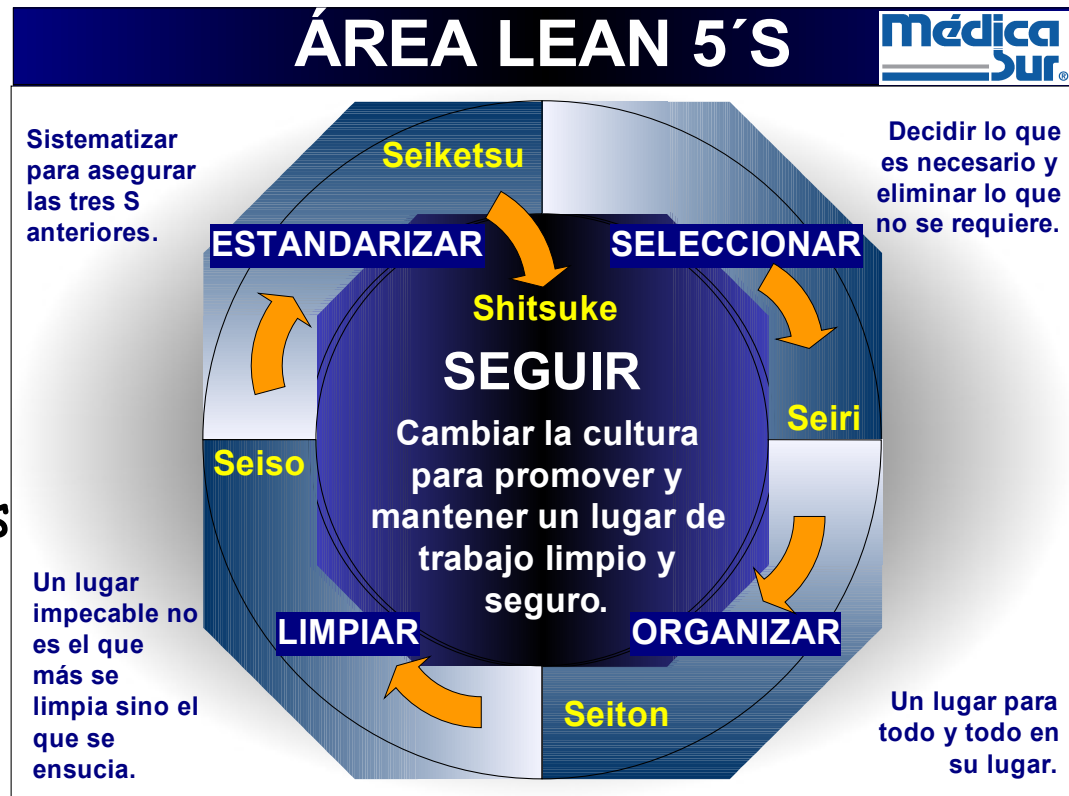 ÁREA LEAN 5´S
médica
Sur®
Sistematizar
para asegurar
las tres S
anteriores.
Seiketsu
Decidir lo que
es necesario y
eliminar lo que
no se requiere.
ESTANDARIZAR
SELECCIONAR
Shitsuke
SEGUIR
Cambiar la cultura
para promover y
mantener un lugar de
trabajo limpio y
seguro.
Seiri
Seiso
s
Un lugar
impecable no
es el que
más se
limpia sino el
que se
ensucia.
LIMPIAR
ORGANIZAR
Seiton
Un lugar para
todo y todo en
su lugar.